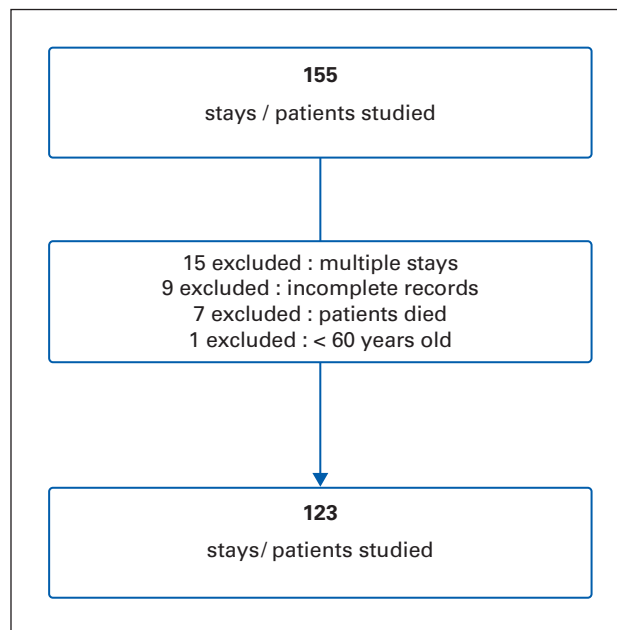 155
stays / patients studied
15 excluded : multiple stays
9 excluded : incomplete records
7 excluded : patients died
1 excluded : < 60 years old
123
stays/ patients studied